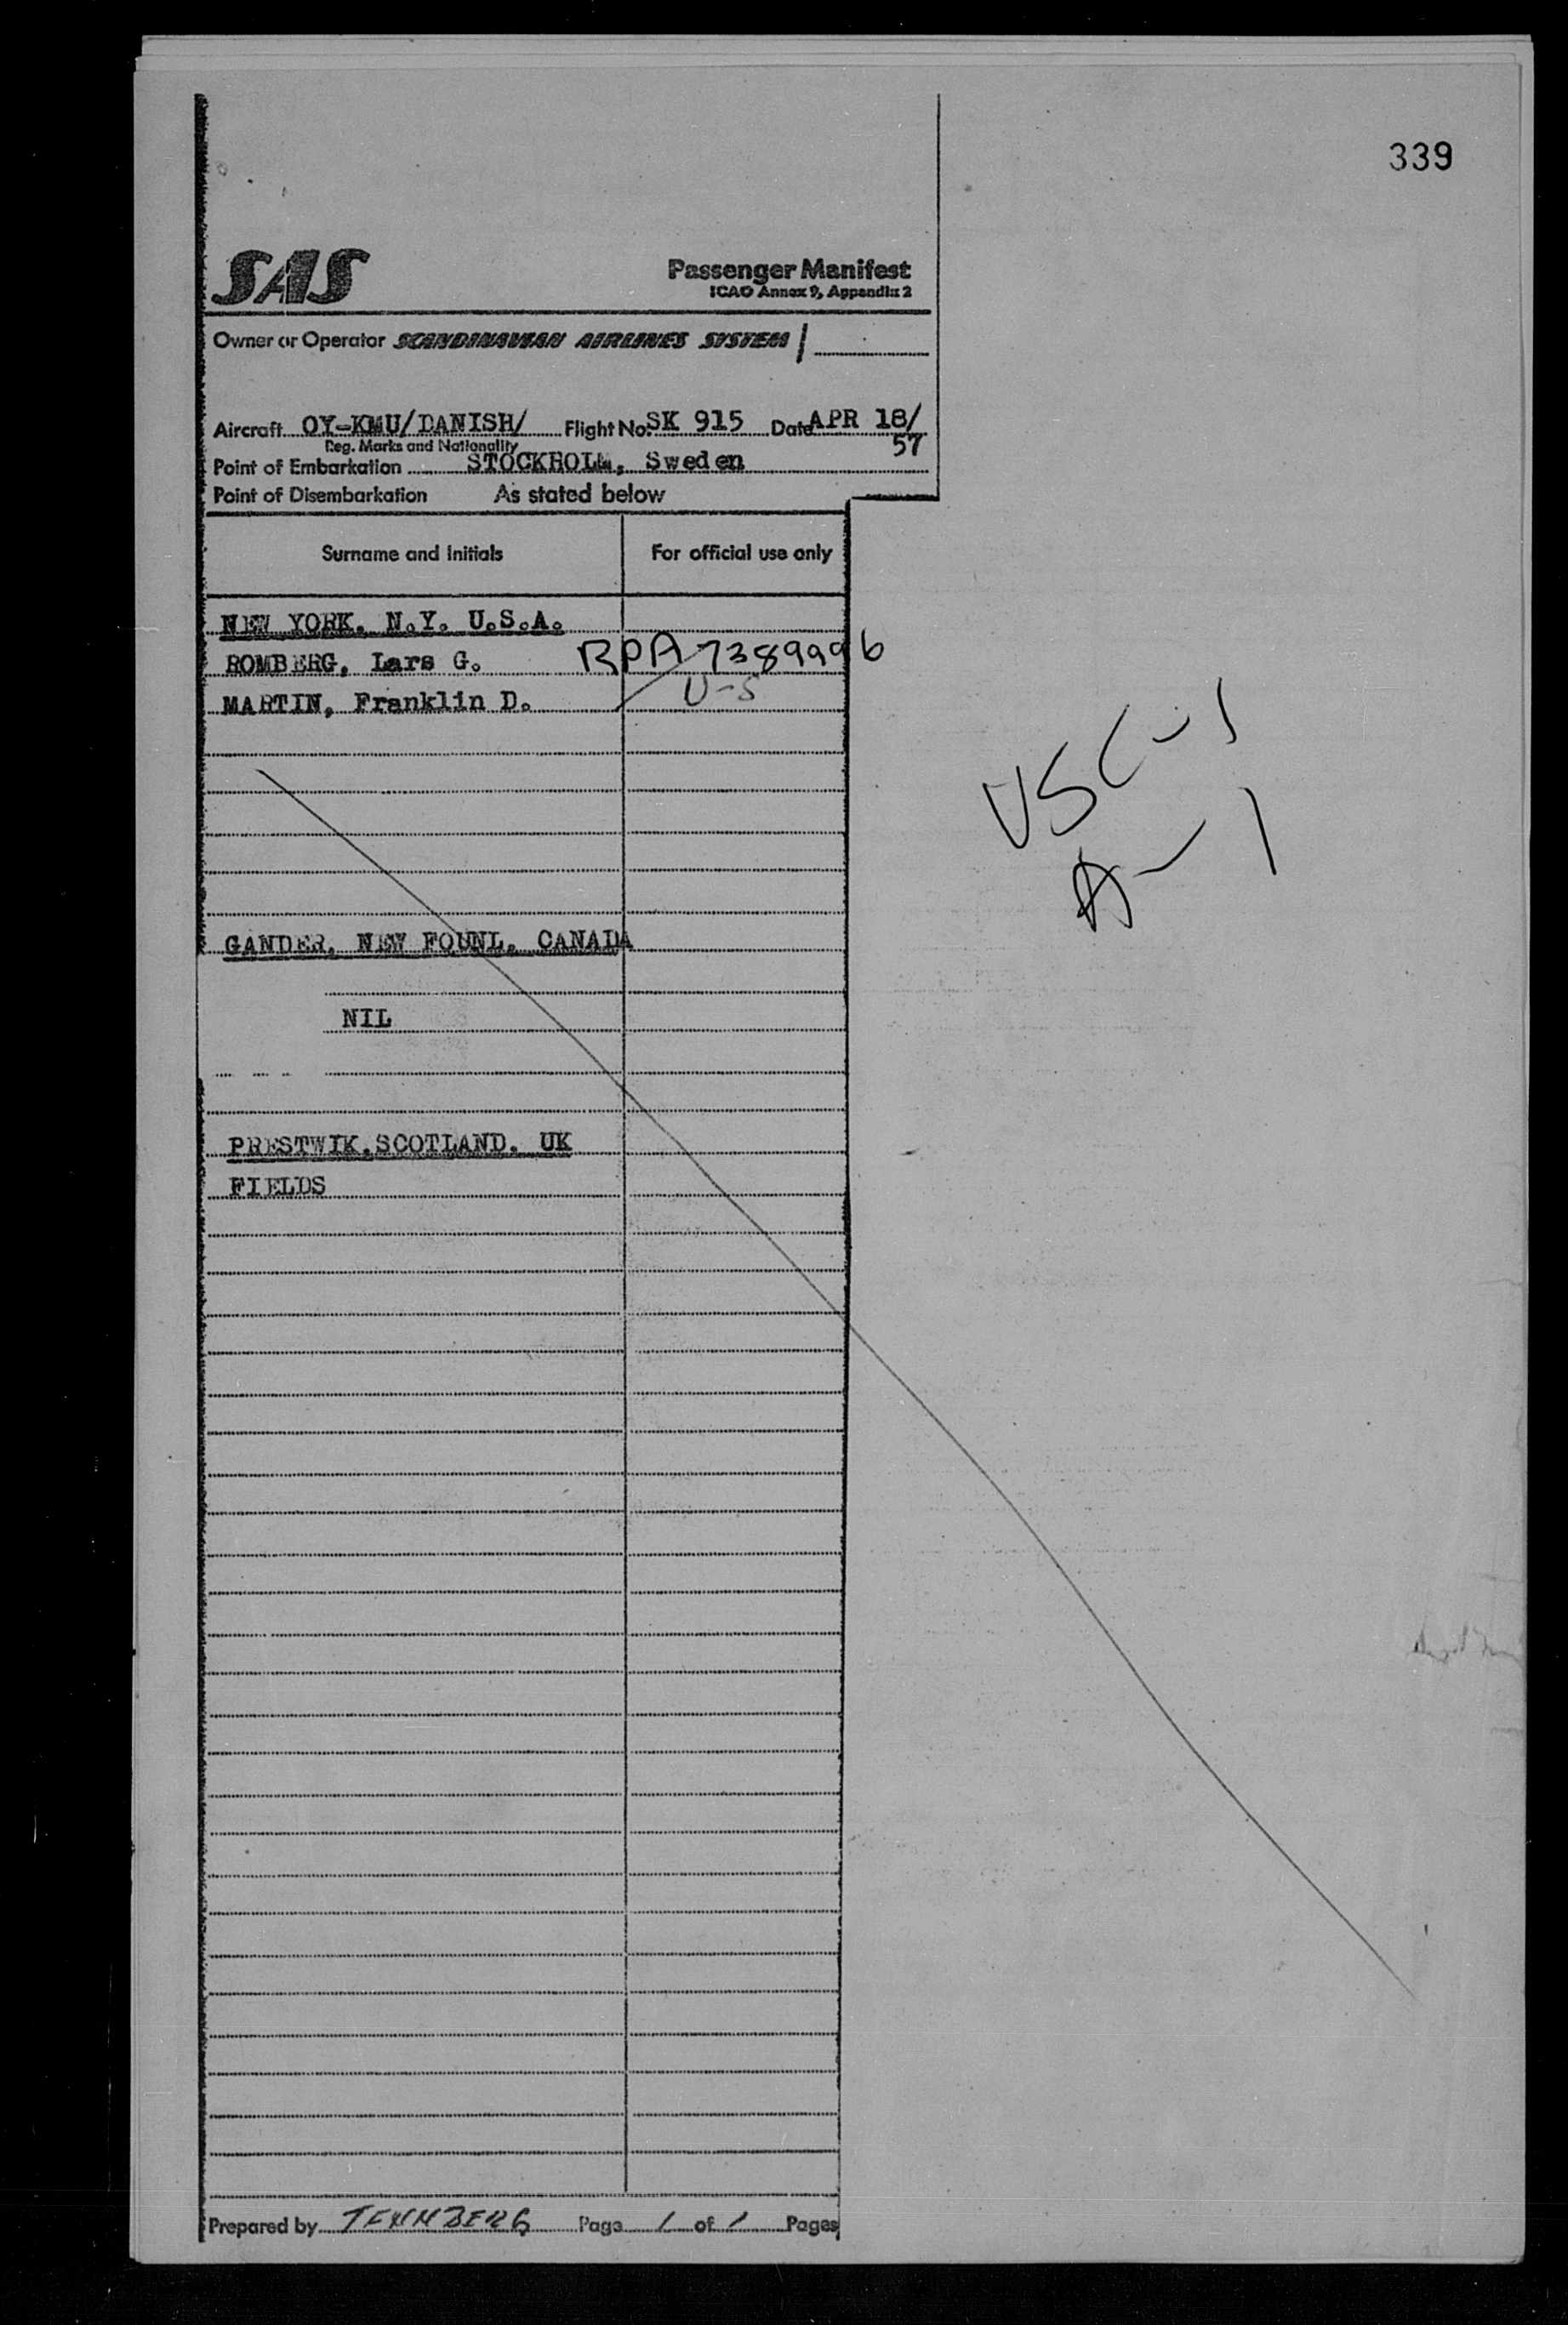 339
SAS
Passenger Manifest
ICAO Annex 9, Appendix 2
Owner or Operator SCANDINAVIAN AIRLINES SYSTEM /
Aircraft OY-KMU/DANISH/ Flight No. SK 915 Date APR 18/
57
Reg. Marks and Nationality
Point of Embarkation STOCKHOLM, Sweden
Point of Disembarkation As stated below
Surname and Initials For official use only
NEW YORK, N.Y. U.S.A.
ROMBERG, Lars G. RPA 7389996
MARTIN, Franklin D. U-S
USC - 1
A - 1
GANDER, NEW FOUNL. CANADA
NIL
PRESTWIK,SCOTLAND. UK
FIELDS
Prepared by Page 1 of 1 Pages